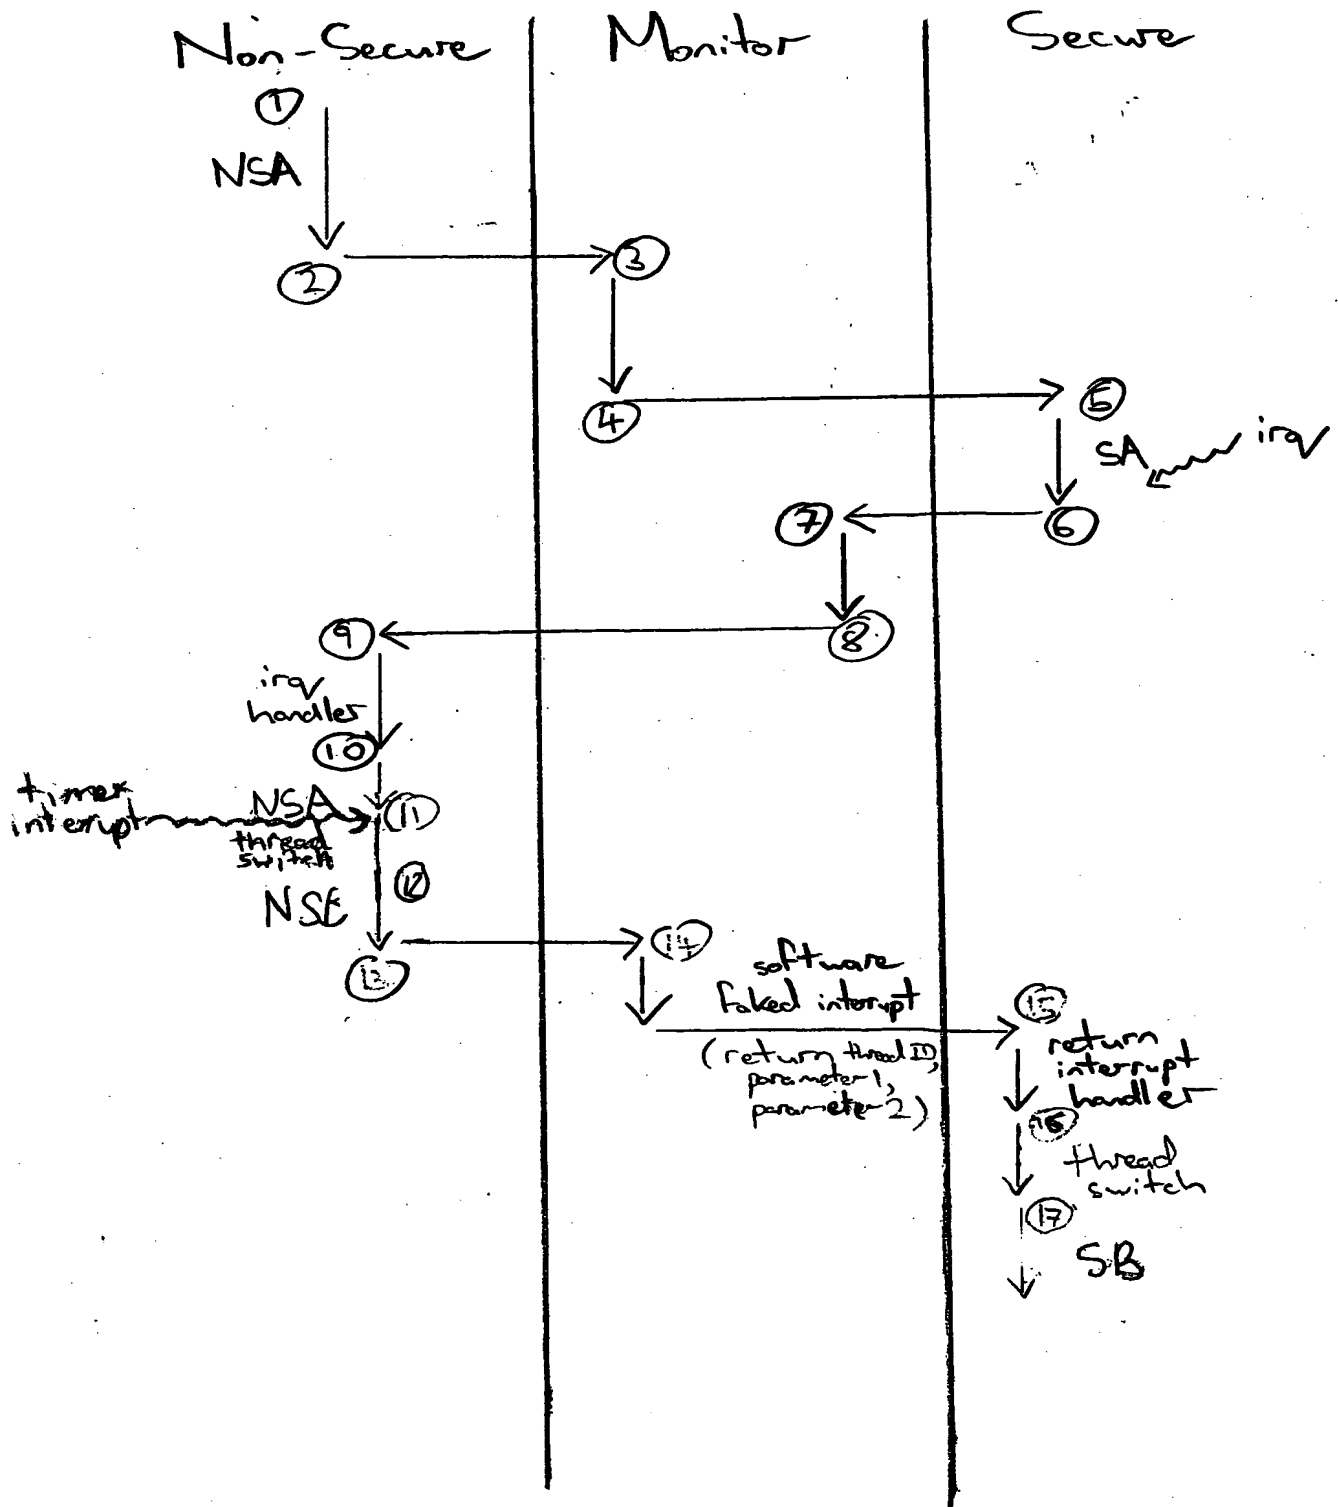 Non-Secure
Monitor
Secure
1
NSA
2
3
4
5
SA
irq
6
7
8
9
irq
handler
10
timer
interrupt
NSA
thread
switch
11
12
13
14
software
faked interrupt
(return thread ID,
parameter 1,
parameter 2)
15
return
interrupt
handler
16
thread
switch
17
SB